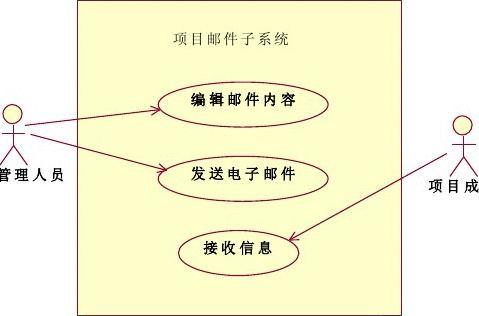 项目邮件子系统
编辑邮件内容
发送电子邮件
管理人员
项目成
接收信息